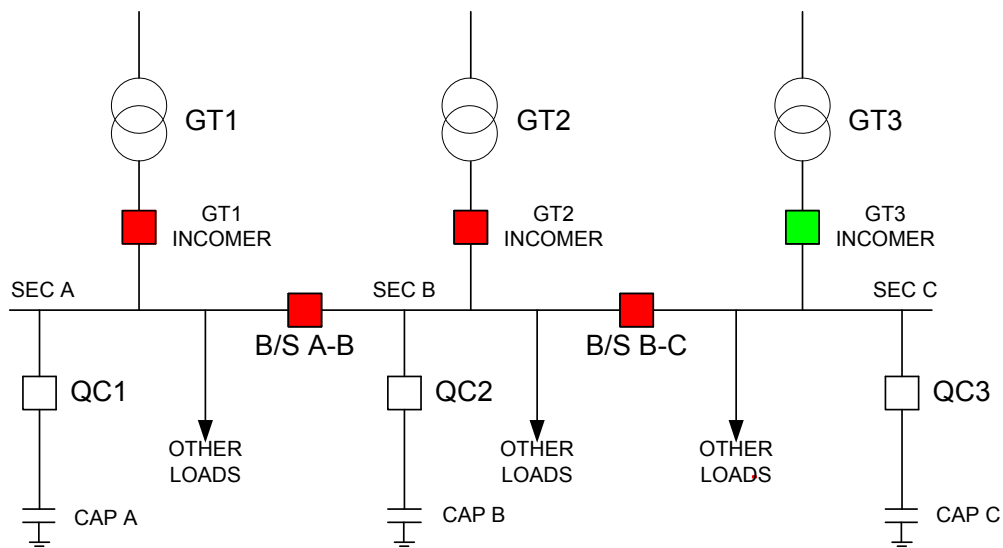 GT1
GT2
GT3
GT1
INCOMER
GT2
INCOMER
GT3
INCOMER
SEC A
SEC B
SEC C
B/S A-B
B/S B-C
QC1
QC2
QC3
OTHER
LOADS
OTHER
LOADS
OTHER
LOADS
CAP A
CAP B
CAP C